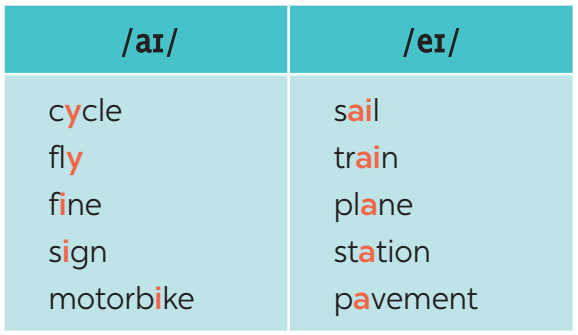 /aɪ/ /eɪ/
cycle sail
fly train
fine plane
sign station
motorbike pavement